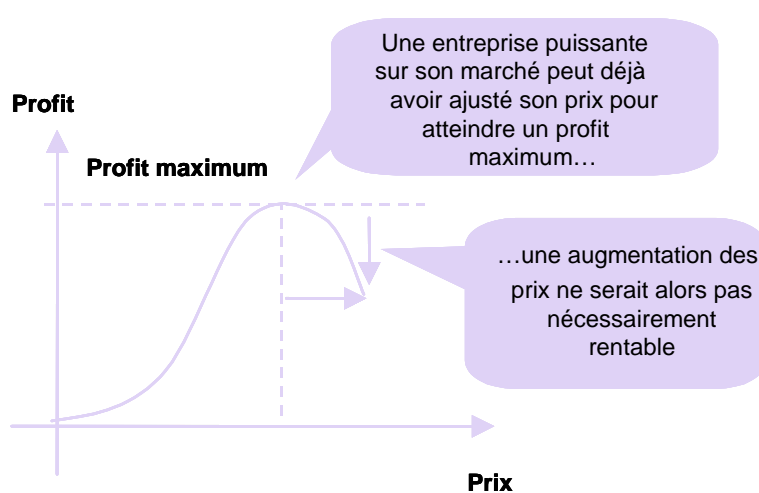 Une entreprise puissante
sur son marché peut déjà
avoir ajusté son prix pour
atteindre un profit
maximum…
Profit
Profit maximum
…une augmentation des
prix ne serait alors pas
nécessairement
rentable
Prix